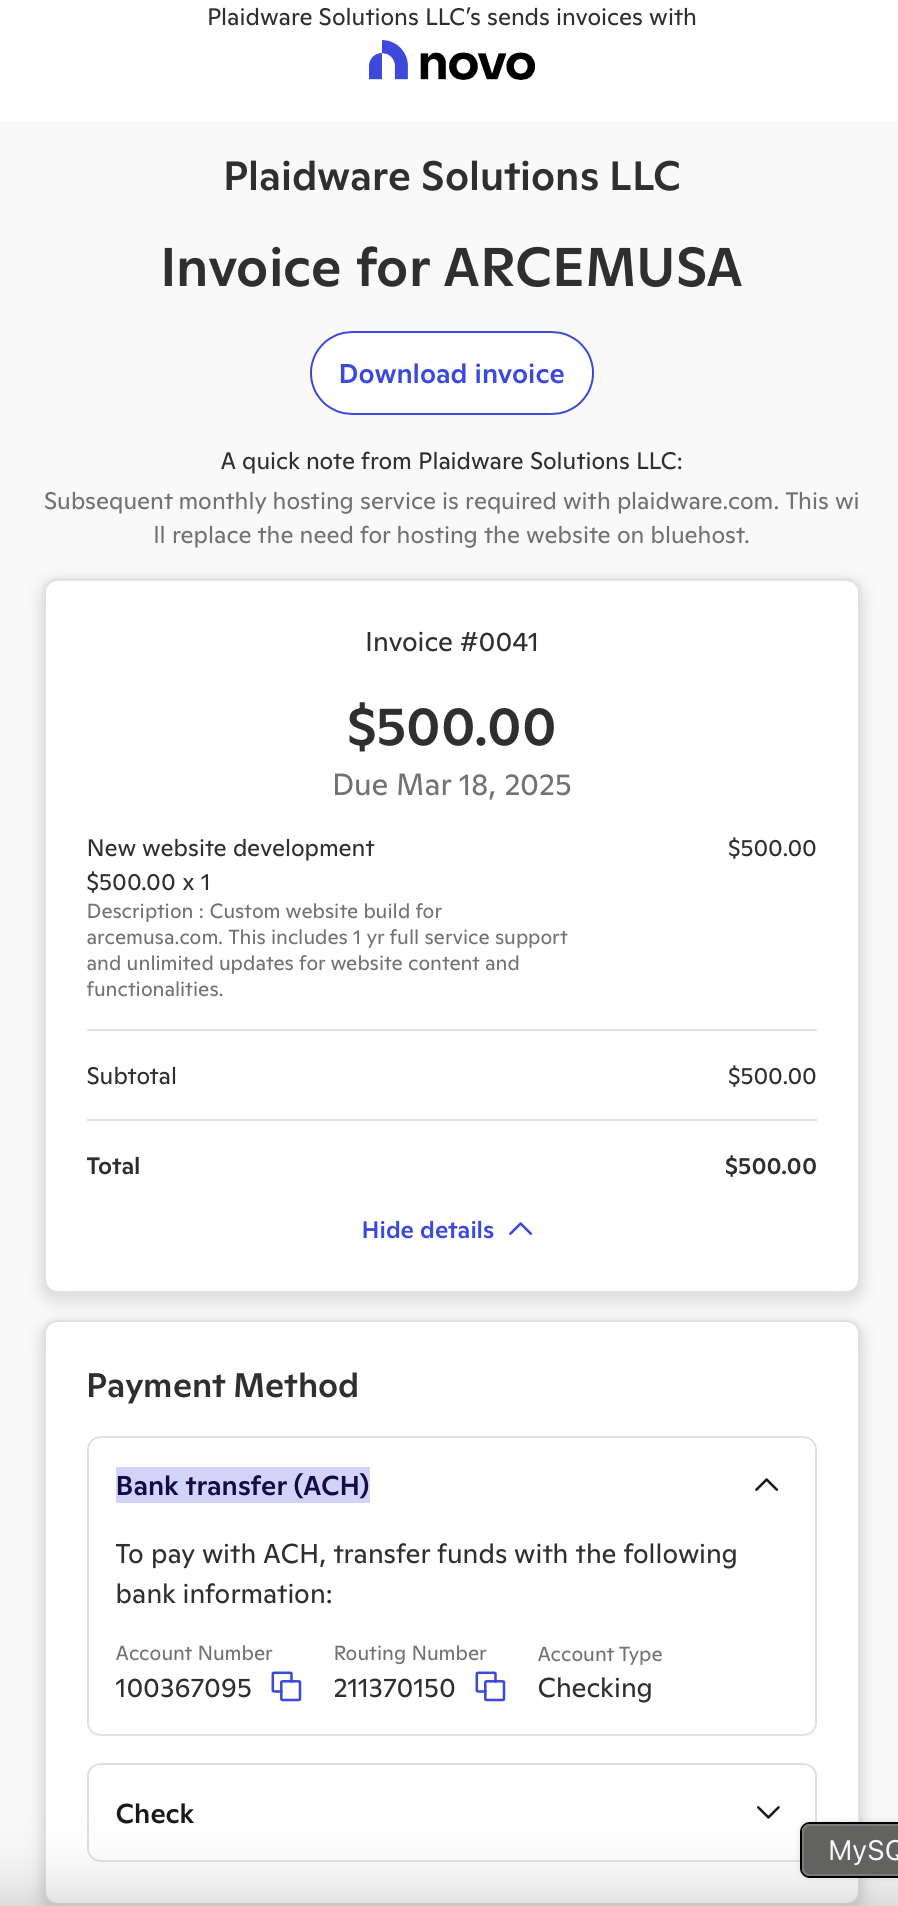 Plaidware Solutions LLC’s sends invoices with
novo
Plaidware Solutions LLC
Invoice for ARCEMUSA
Download invoice
A quick note from Plaidware Solutions LLC:
Subsequent monthly hosting service is required with plaidware.com. This wi
ll replace the need for hosting the website on bluehost.
Invoice #0041
$500.00
Due Mar 18, 2025
New website development $500.00
$500.00 x 1
Description : Custom website build for
arcemusa.com. This includes 1 yr full service support
and unlimited updates for website content and
functionalities.
Subtotal $500.00
Total $500.00
Hide details
Payment Method
Bank transfer (ACH)
To pay with ACH, transfer funds with the following
bank information:
Account Number Routing Number Account Type
100367095 211370150 Checking
Check